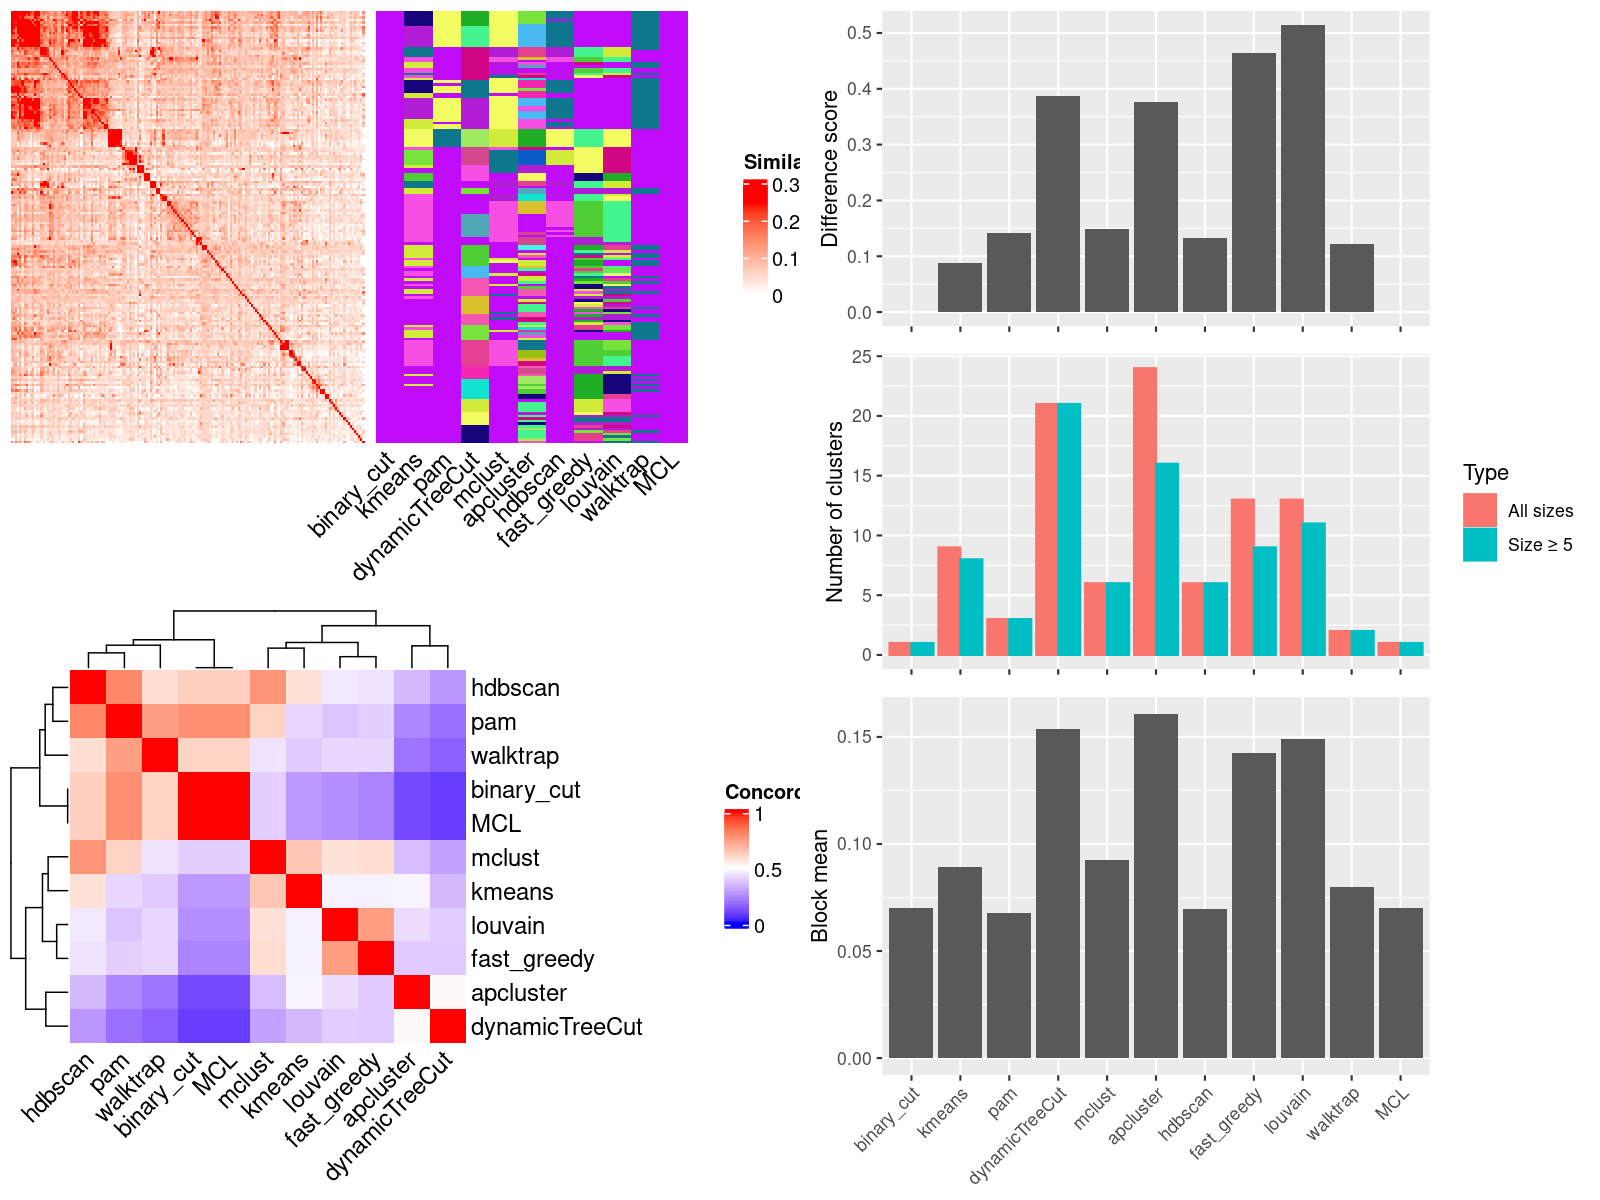 Simila
0.3
0.2
0.1
0
binary_cut
kmeans
pam
dynamicTreeCut
mclust
apcluster
hdbscan
fast_greedy
louvain
walktrap
MCL
hdbscan
pam
walktrap
binary_cut
MCL
mclust
kmeans
louvain
fast_greedy
apcluster
dynamicTreeCut
hdbscan
pam
walktrap
binary_cut
MCL
mclust
kmeans
louvain
fast_greedy
apcluster
dynamicTreeCut
Concorc
1
0.5
0
Difference score
0.5
0.4
0.3
0.2
0.1
0.0
Number of clusters
25
20
15
10
5
0
Type
All sizes
Size ≥ 5
Block mean
0.15
0.10
0.05
0.00
binary_cut
kmeans
pam
dynamicTreeCut
mclust
apcluster
hdbscan
fast_greedy
louvain
walktrap
MCL